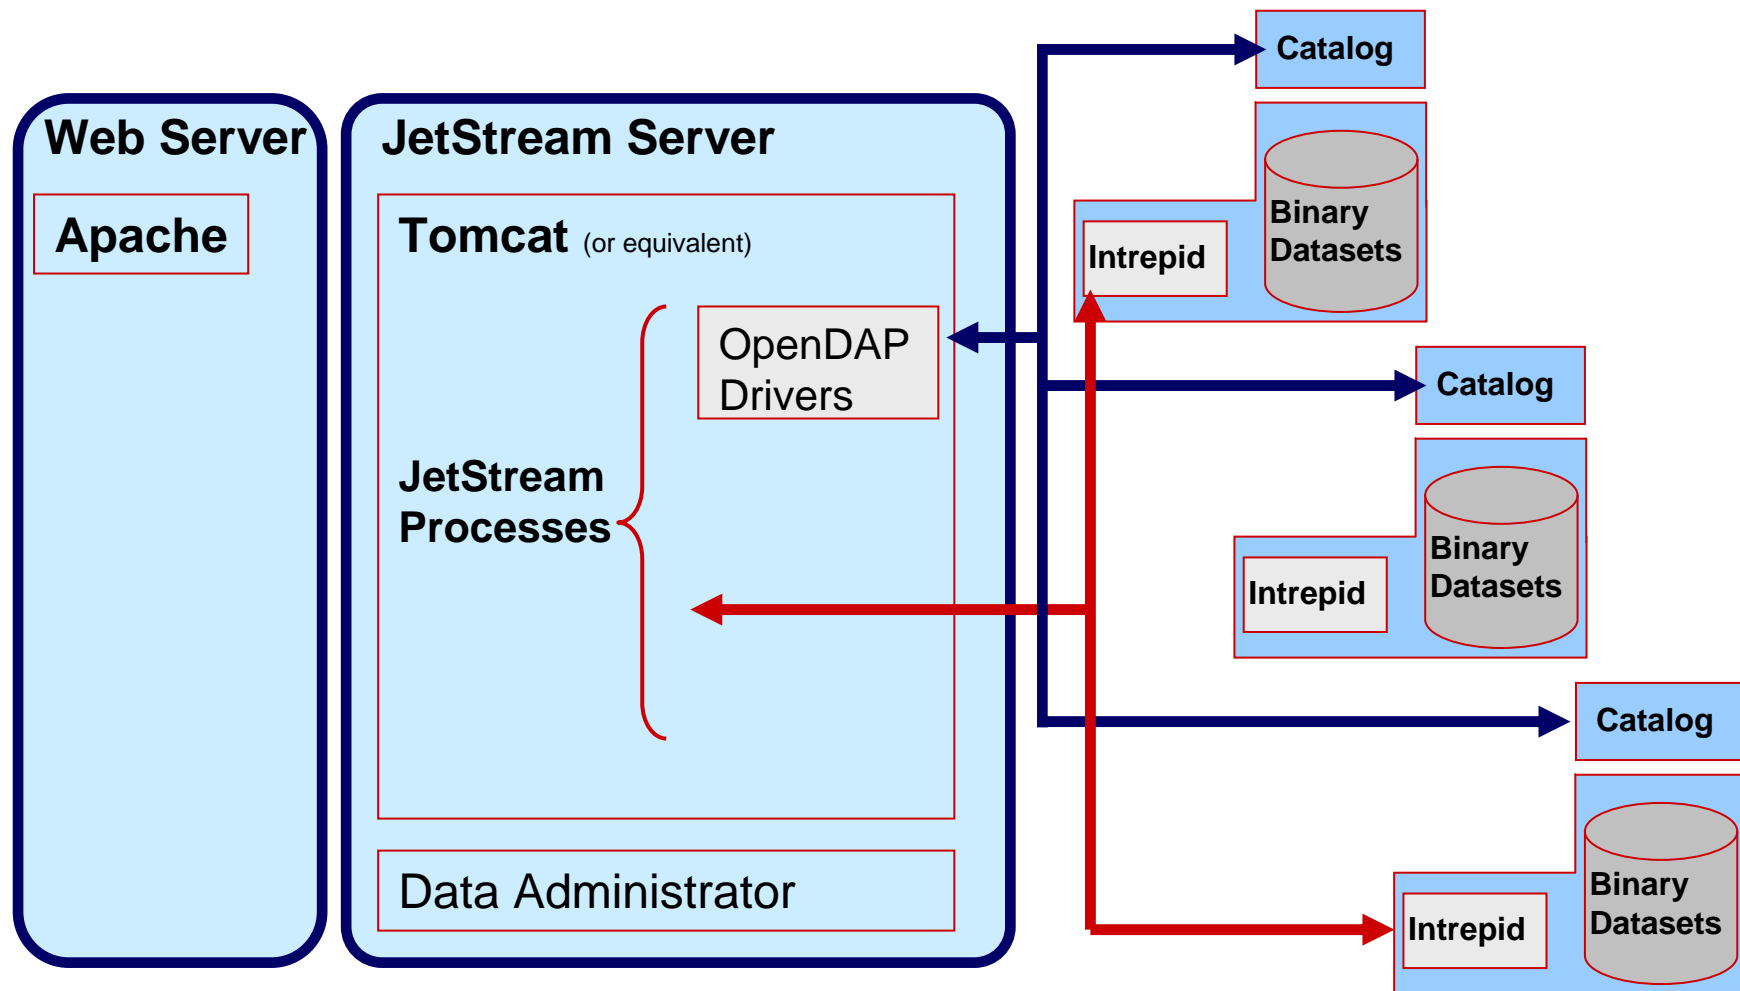 Web Server
Apache
JetStream Server
Tomcat (or equivalent)
OpenDAP
Drivers
JetStream
Processes
Data Administrator
Catalog
Binary
Datasets
Intrepid
Catalog
Binary
Datasets
Intrepid
Catalog
Binary
Datasets
Intrepid